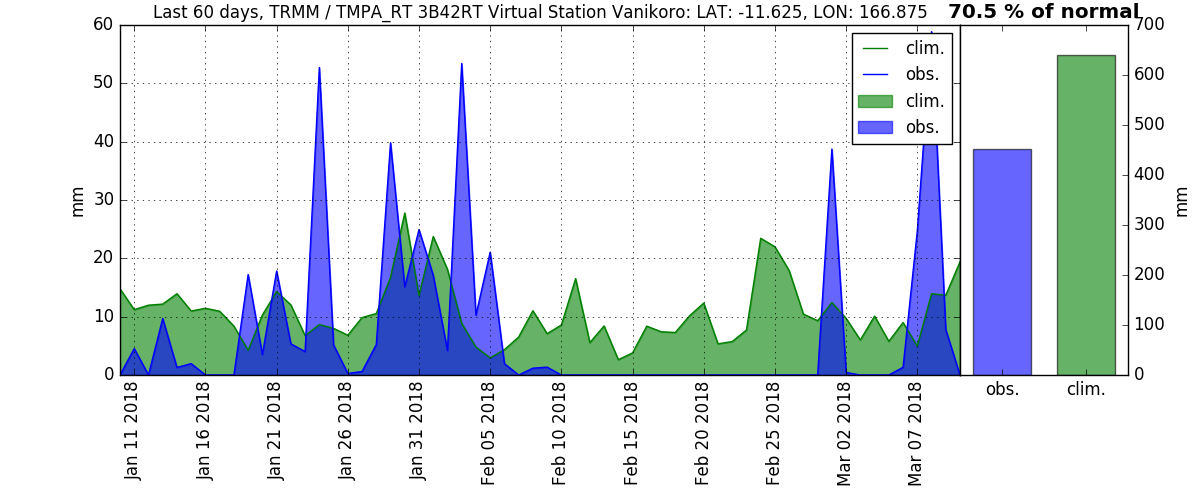 Last 60 days, TRMM / TMPA_RT 3B42RT Virtual Station Vanikoro: LAT: -11.625, LON: 166.875
70.5 % of normal
60
50
40
30
20
10
0
mm
clim.
obs.
clim.
obs.
700
600
500
400
300
200
100
0
mm
obs.
clim.
Jan 11 2018
Jan 16 2018
Jan 21 2018
Jan 26 2018
Jan 31 2018
Feb 05 2018
Feb 10 2018
Feb 15 2018
Feb 20 2018
Feb 25 2018
Mar 02 2018
Mar 07 2018